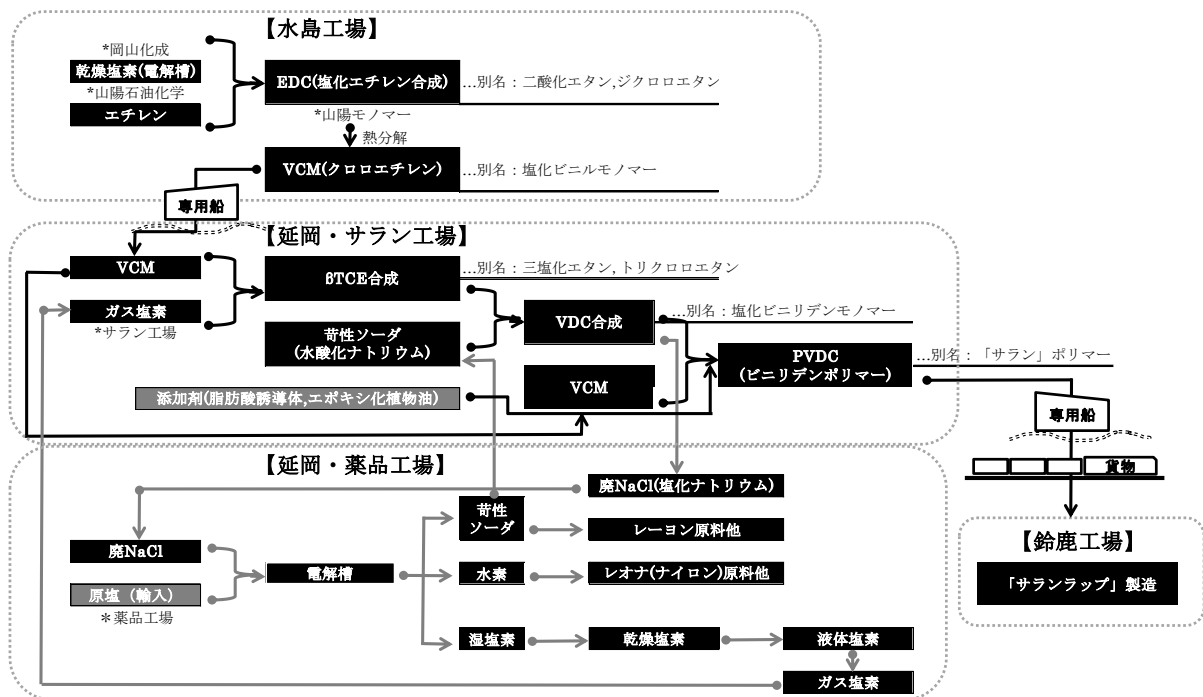 【水島工場】
*岡山化成
乾燥塩素(電解槽)
*山陽石油化学
エチレン
EDC(塩化エチレン合成)
…別名：二酸化エタン,ジクロロエタン
*山陽モノマー
熱分解
VCM(クロロエチレン)
…別名：塩化ビニルモノマー
専用船
【延岡・サラン工場】
VCM
ガス塩素
*サラン工場
βTCE合成
…別名：三塩化エタン,トリクロロエタン
苛性ソーダ
(水酸化ナトリウム)
VDC合成
…別名：塩化ビニリデンモノマー
VCM
PVDC
(ビニリデンポリマー)
…別名：「サラン」ポリマー
添加剤(脂肪酸誘導体,エポキシ化植物油)
専用船
貨物
【延岡・薬品工場】
廃NaCl(塩化ナトリウム)
苛性
ソーダ
レーヨン原料他
廃NaCl
原塩（輸入）
＊薬品工場
電解槽
水素
レオナ(ナイロン)原料他
湿塩素
乾燥塩素
液体塩素
ガス塩素
【鈴鹿工場】
「サランラップ」製造